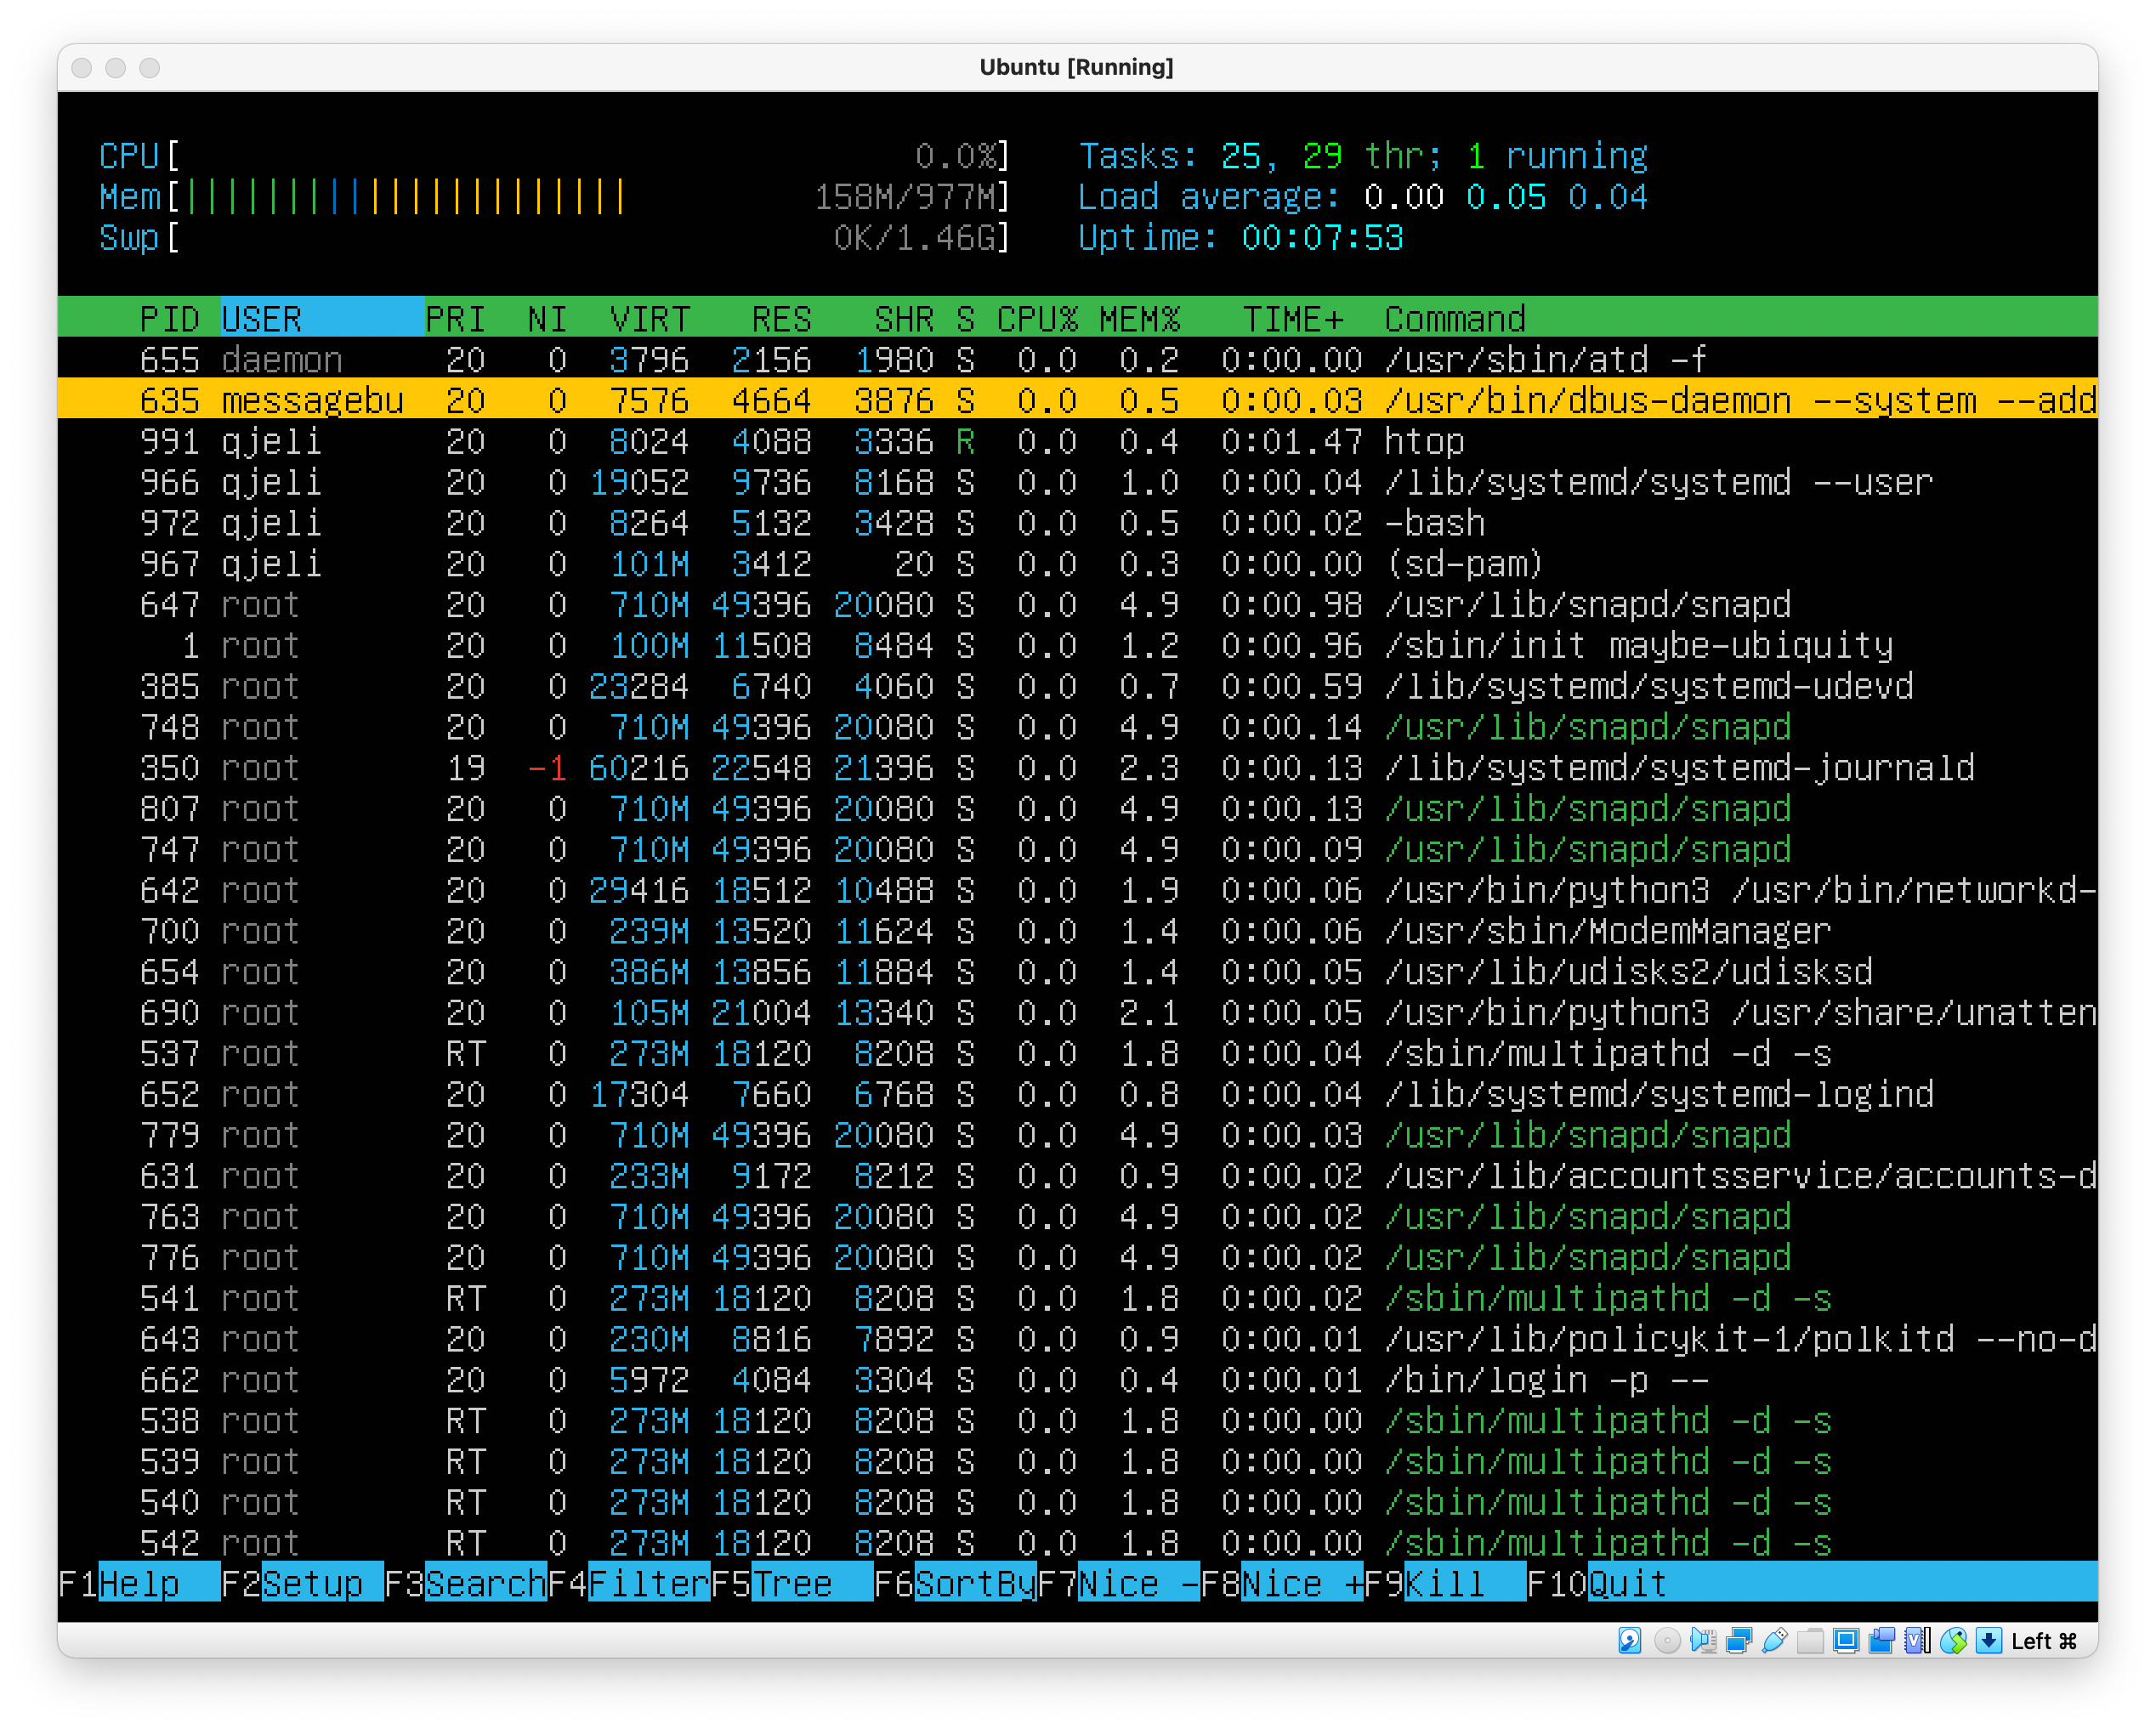 Ubuntu [Running]
CPU[ 0.0%] Tasks: 25, 29 thr; 1 running
Mem[||||||||||||||||||||||158M/977M] Load average: 0.00 0.05 0.04
Swp[ 0K/1.46G] Uptime: 00:07:53
PID USER PRI NI VIRT RES SHR S CPU% MEM% TIME+ Command
655 daemon 20 0 3796 2156 1980 S 0.0 0.2 0:00.00 /usr/sbin/atd -f
635 messagebu 20 0 7576 4664 3876 S 0.0 0.5 0:00.03 /usr/bin/dbus-daemon --system --add
991 qjeli 20 0 8024 4088 3336 R 0.0 0.4 0:01.47 htop
966 qjeli 20 0 19052 9736 8168 S 0.0 1.0 0:00.04 /lib/systemd/systemd --user
972 qjeli 20 0 8264 5132 3428 S 0.0 0.5 0:00.02 -bash
967 qjeli 20 0 101M 3412 20 S 0.0 0.3 0:00.00 (sd-pam)
647 root 20 0 710M 49396 20080 S 0.0 4.9 0:00.98 /usr/lib/snapd/snapd
1 root 20 0 100M 11508 8484 S 0.0 1.2 0:00.96 /sbin/init maybe-ubiquity
385 root 20 0 23284 6740 4060 S 0.0 0.7 0:00.59 /lib/systemd/systemd-udevd
748 root 20 0 710M 49396 20080 S 0.0 4.9 0:00.14 /usr/lib/snapd/snapd
350 root 19 -1 60216 22548 21396 S 0.0 2.3 0:00.13 /lib/systemd/systemd-journald
807 root 20 0 710M 49396 20080 S 0.0 4.9 0:00.13 /usr/lib/snapd/snapd
747 root 20 0 710M 49396 20080 S 0.0 4.9 0:00.09 /usr/lib/snapd/snapd
642 root 20 0 29416 18512 10488 S 0.0 1.9 0:00.06 /usr/bin/python3 /usr/bin/networkd-
700 root 20 0 239M 13520 11624 S 0.0 1.4 0:00.06 /usr/sbin/ModemManager
654 root 20 0 386M 13856 11884 S 0.0 1.4 0:00.05 /usr/lib/udisks2/udisksd
690 root 20 0 105M 21004 13340 S 0.0 2.1 0:00.05 /usr/bin/python3 /usr/share/unatten
537 root RT 0 273M 18120 8208 S 0.0 1.8 0:00.04 /sbin/multipathd -d -s
652 root 20 0 17304 7660 6768 S 0.0 0.8 0:00.04 /lib/systemd/systemd-logind
779 root 20 0 710M 49396 20080 S 0.0 4.9 0:00.03 /usr/lib/snapd/snapd
631 root 20 0 233M 9172 8212 S 0.0 0.9 0:00.02 /usr/lib/accountsservice/accounts-d
763 root 20 0 710M 49396 20080 S 0.0 4.9 0:00.02 /usr/lib/snapd/snapd
776 root 20 0 710M 49396 20080 S 0.0 4.9 0:00.02 /usr/lib/snapd/snapd
541 root RT 0 273M 18120 8208 S 0.0 1.8 0:00.02 /sbin/multipathd -d -s
643 root 20 0 230M 8816 7892 S 0.0 0.9 0:00.01 /usr/lib/policykit-1/polkitd --no-d
662 root 20 0 5972 4084 3304 S 0.0 0.4 0:00.01 /bin/login -p --
538 root RT 0 273M 18120 8208 S 0.0 1.8 0:00.00 /sbin/multipathd -d -s
539 root RT 0 273M 18120 8208 S 0.0 1.8 0:00.00 /sbin/multipathd -d -s
540 root RT 0 273M 18120 8208 S 0.0 1.8 0:00.00 /sbin/multipathd -d -s
542 root RT 0 273M 18120 8208 S 0.0 1.8 0:00.00 /sbin/multipathd -d -s
F1Help F2Setup F3SearchF4FilterF5Tree F6SortByF7Nice -F8Nice +F9Kill F10Quit
Left ⌘